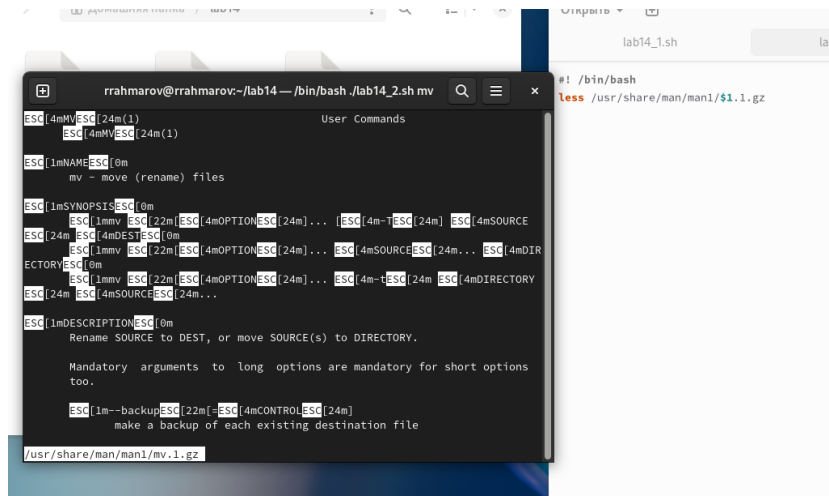 Домашняя папка / lab14
Открыть
lab14_1.sh
la
#! /bin/bash
less /usr/share/man/man1/$1.1.gz
rrahmarov@rrahmarov:~/lab14 — /bin/bash ./lab14_2.sh mv
ESC[4mMVESC[24m(1) User Commands
ESC[4mMVESC[24m(1)
ESC[1mNAMEESC[0m
mv - move (rename) files
ESC[1mSYNOPSISESC[0m
ESC[1mmv ESC[22m[ESC[4mOPTIONESC[24m]... [ESC[4m-TESC[24m] ESC[4mSOURCE
ESC[24m ESC[4mDESTESC[0m
ESC[1mmv ESC[22m[ESC[4mOPTIONESC[24m]... ESC[4mSOURCEESC[24m... ESC[4mDIR
ECTORYESC[0m
ESC[1mmv ESC[22m[ESC[4mOPTIONESC[24m]... ESC[4m-tESC[24m ESC[4mDIRECTORY
ESC[24m ESC[4mSOURCEESC[24m...
ESC[1mDESCRIPTIONESC[0m
Rename SOURCE to DEST, or move SOURCE(s) to DIRECTORY.
Mandatory arguments to long options are mandatory for short options
too.
ESC[1m--backupESC[22m[=ESC[4mCONTROLESC[24m]
make a backup of each existing destination file
/usr/share/man/man1/mv.1.gz